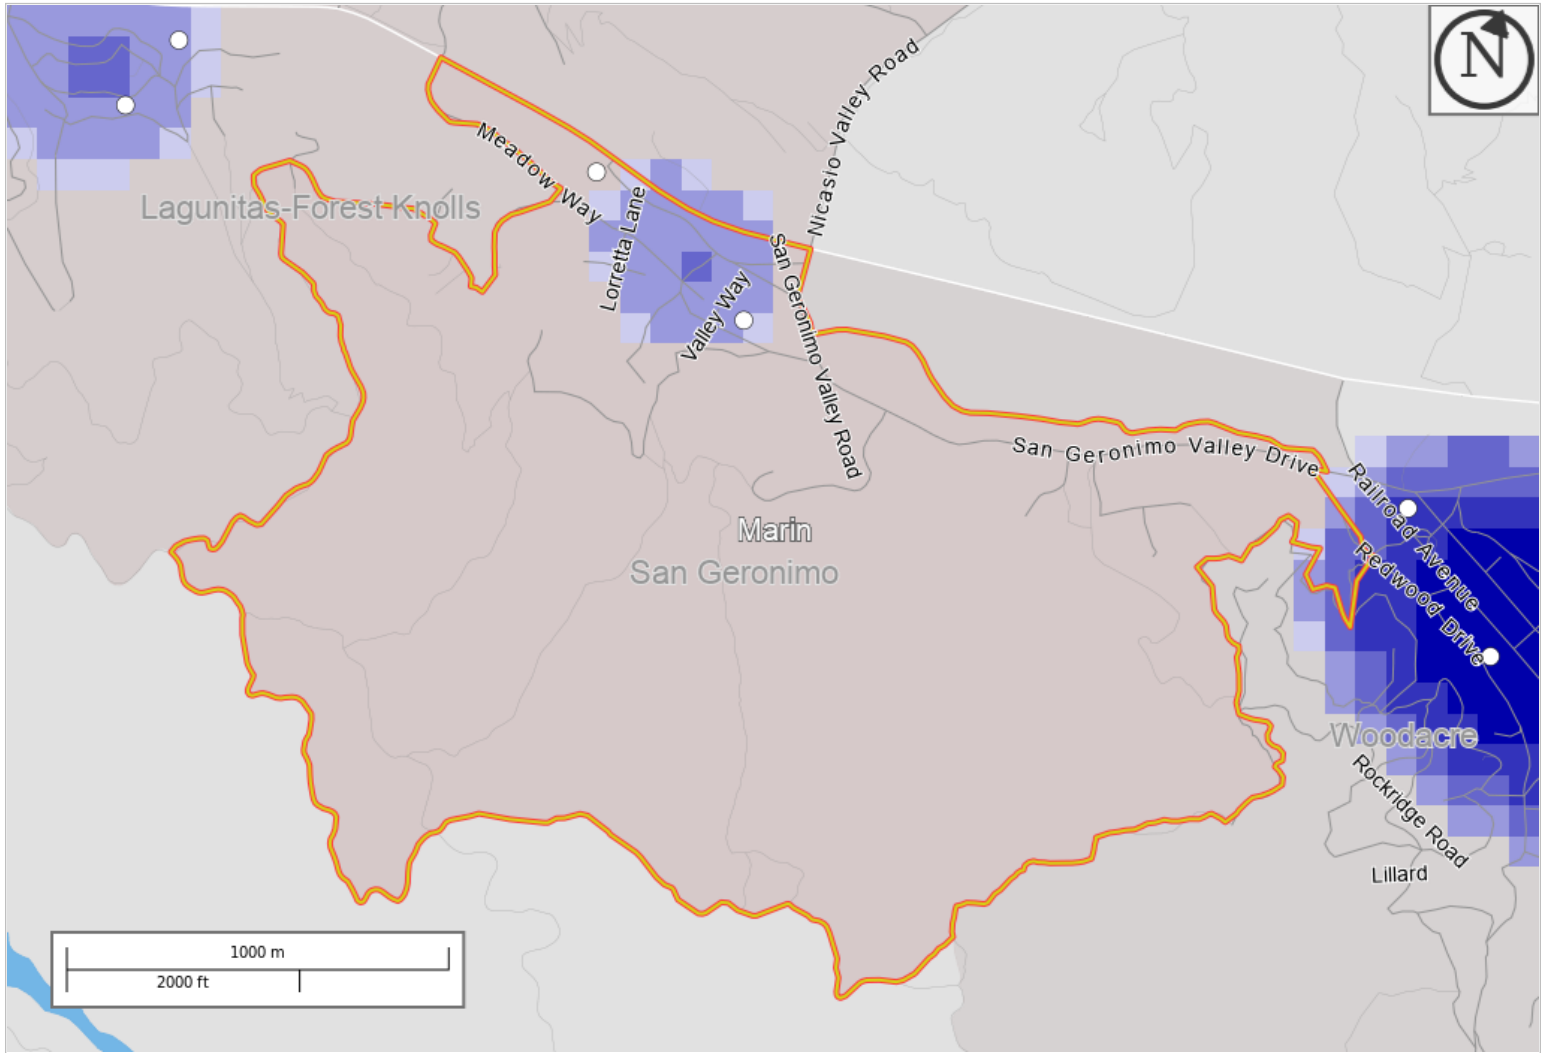 N
Nicasio Valley Road
Meadow Way
Lagunitas-Forest Knolls
Lorretta Lane
San Geronimo Valley Road
Valley Way
San Geronimo Valley Drive
Railroad Avenue
Marin
San Geronimo
Redwood Drive
Woodacre
Rockridge Road
Lillard
1000 m
2000 ft